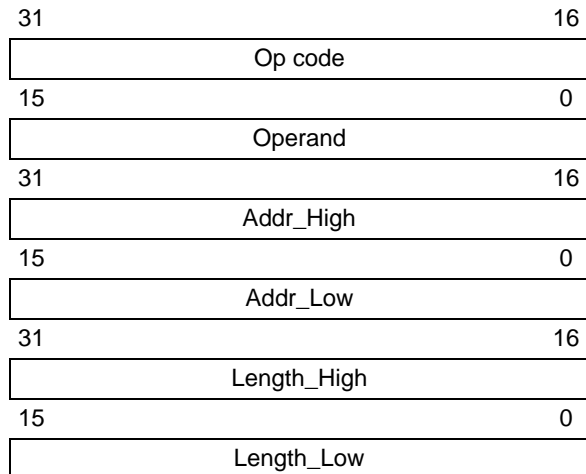 31 16
Op code
15 0
Operand
31 16
Addr_High
15 0
Addr_Low
31 16
Length_High
15 0
Length_Low